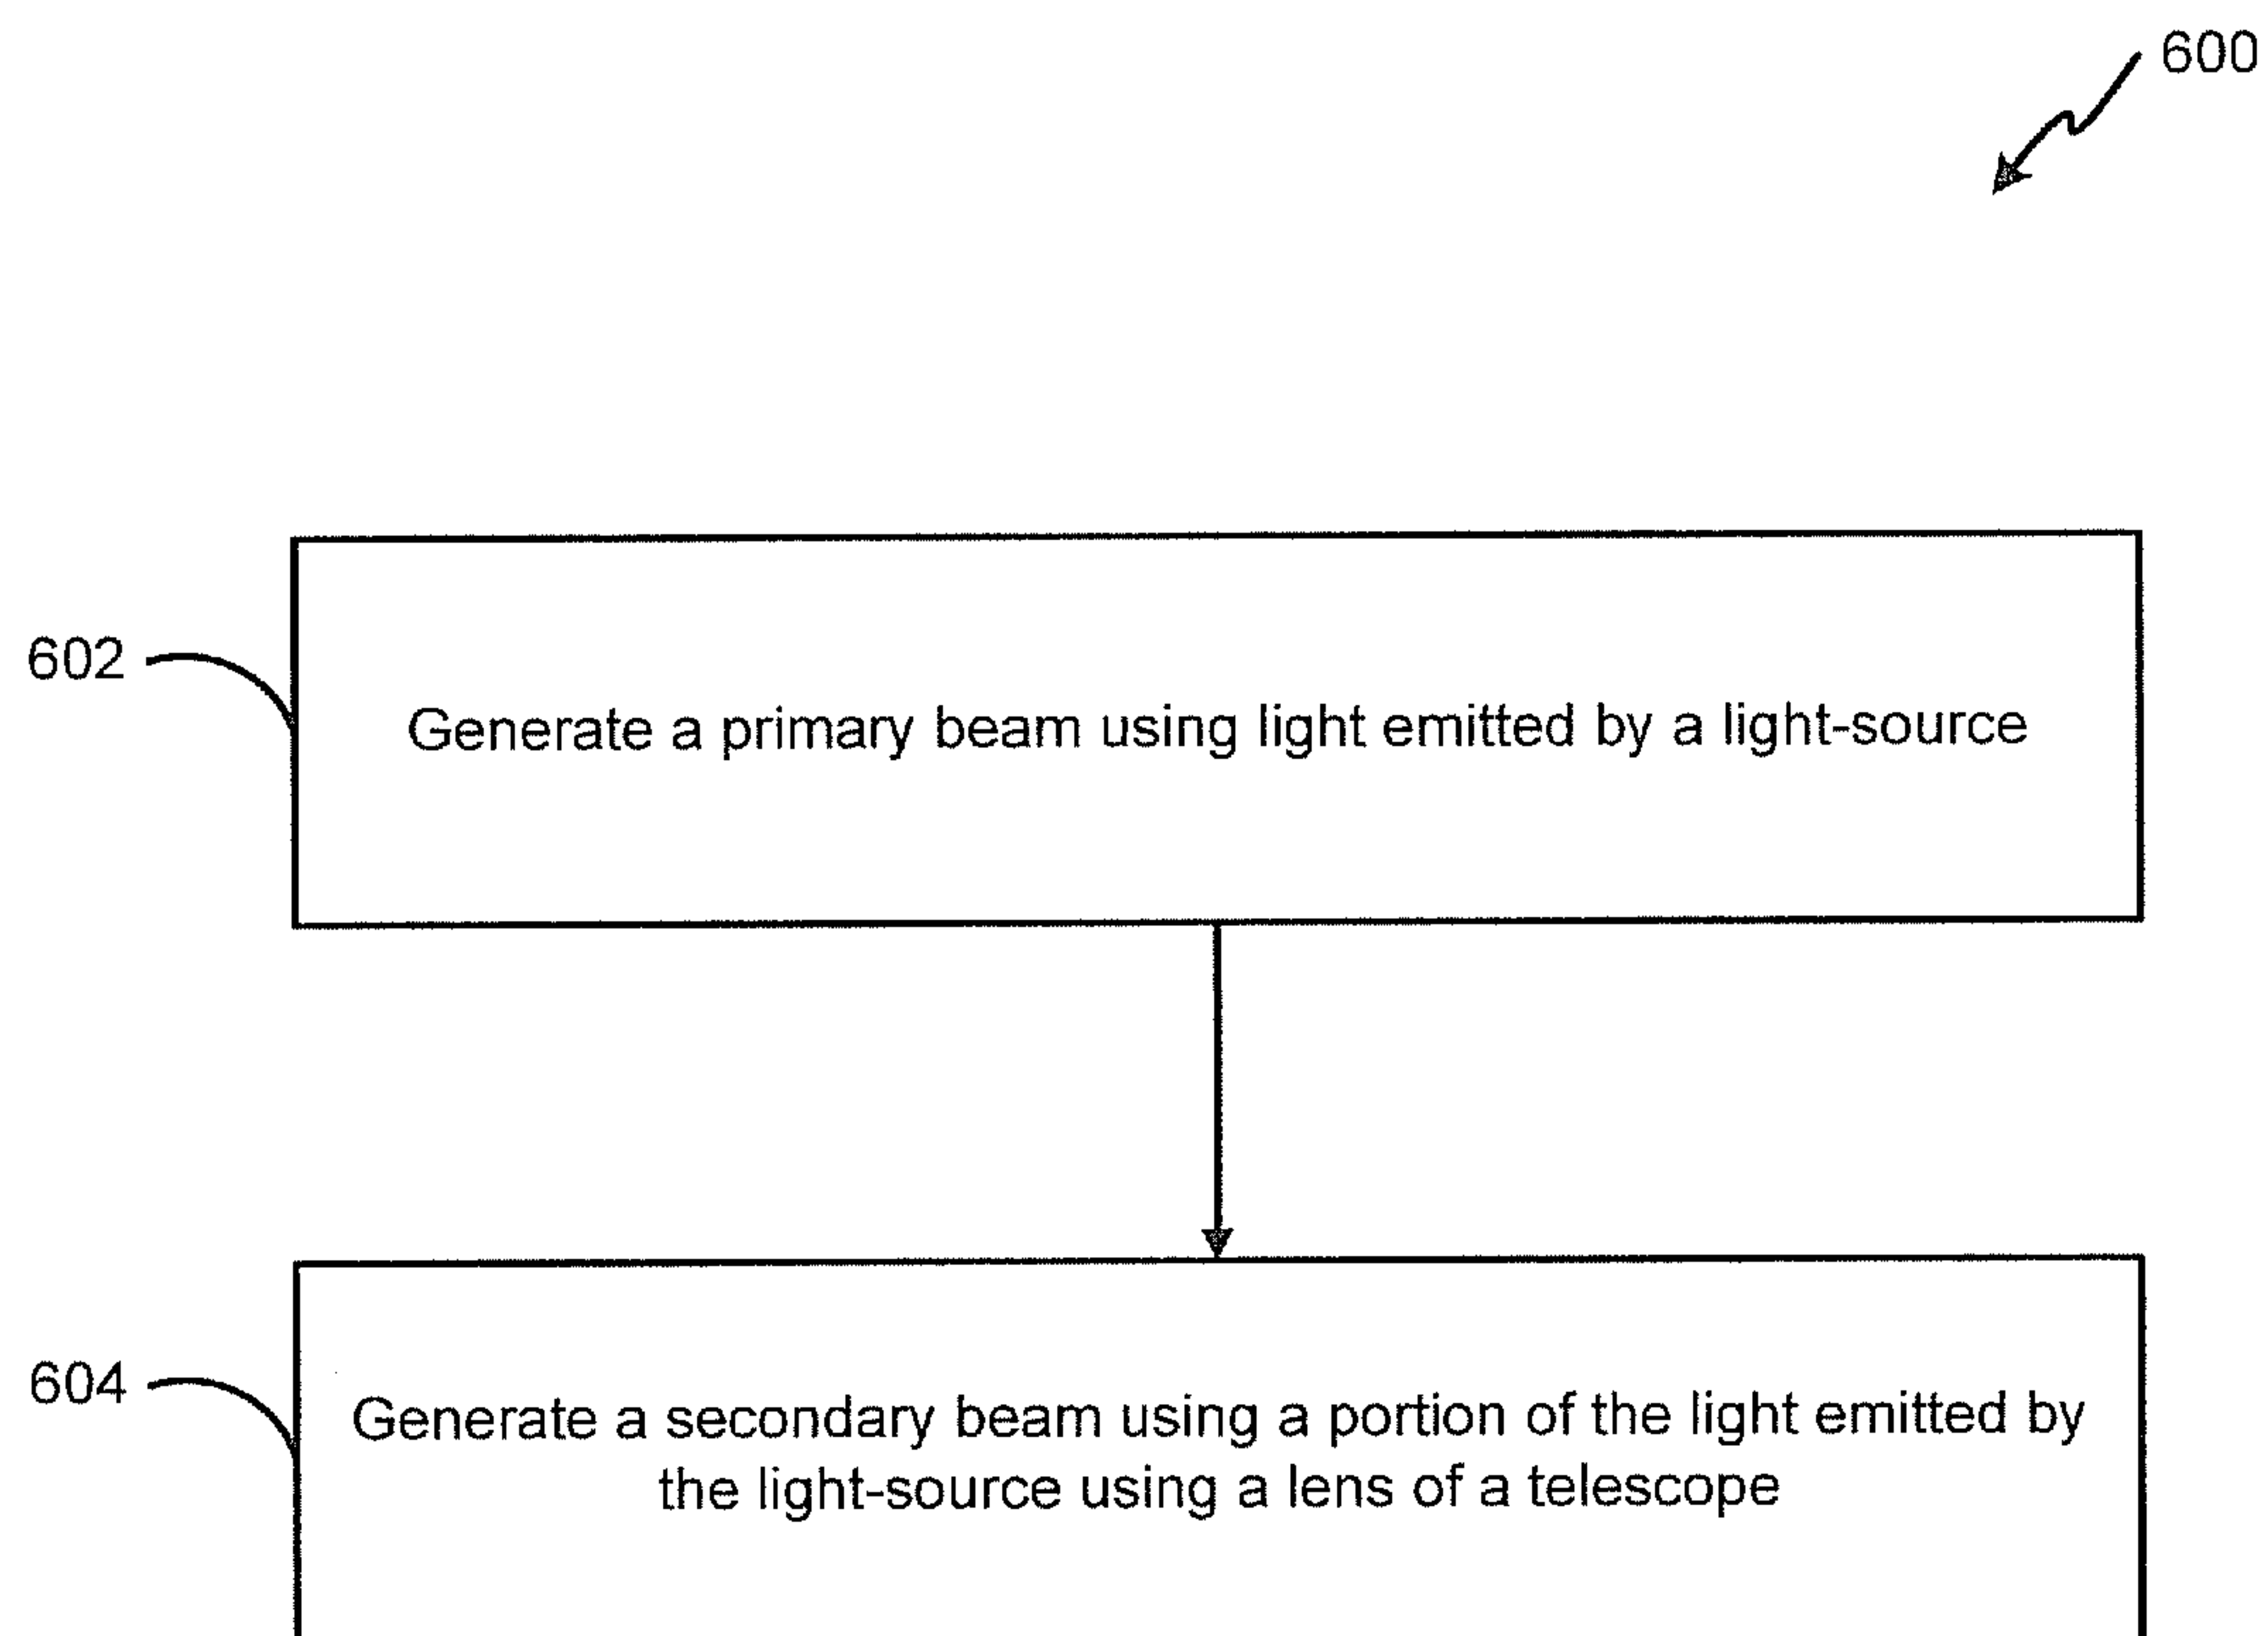 600
602
Generate a primary beam using light emitted by a light-source
604
Generate a secondary beam using a portion of the light emitted by
the light-source using a lens of a telescope